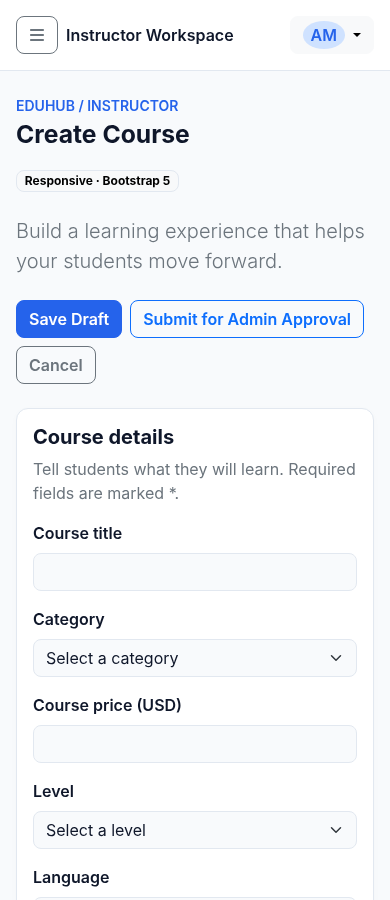 Instructor Workspace
AM
EDUHUB / INSTRUCTOR
Create Course
Responsive · Bootstrap 5
Build a learning experience that helps
your students move forward.
Save Draft
Submit for Admin Approval
Cancel
Course details
Tell students what they will learn. Required
fields are marked *.
Course title
Category
Select a category
Course price (USD)
Level
Select a level
Language